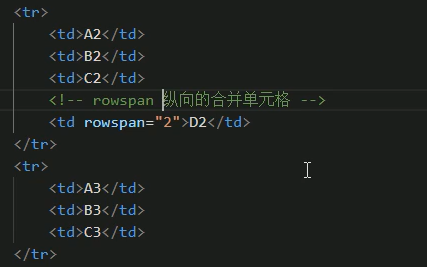 <tr>
<td>A2</td>
<td>B2</td>
<td>C2</td>
<!-- rowspan 纵向的合并单元格 -->
<td rowspan="2">D2</td>
</tr>
<tr>
<td>A3</td>
<td>B3</td>
<td>C3</td>
</tr>